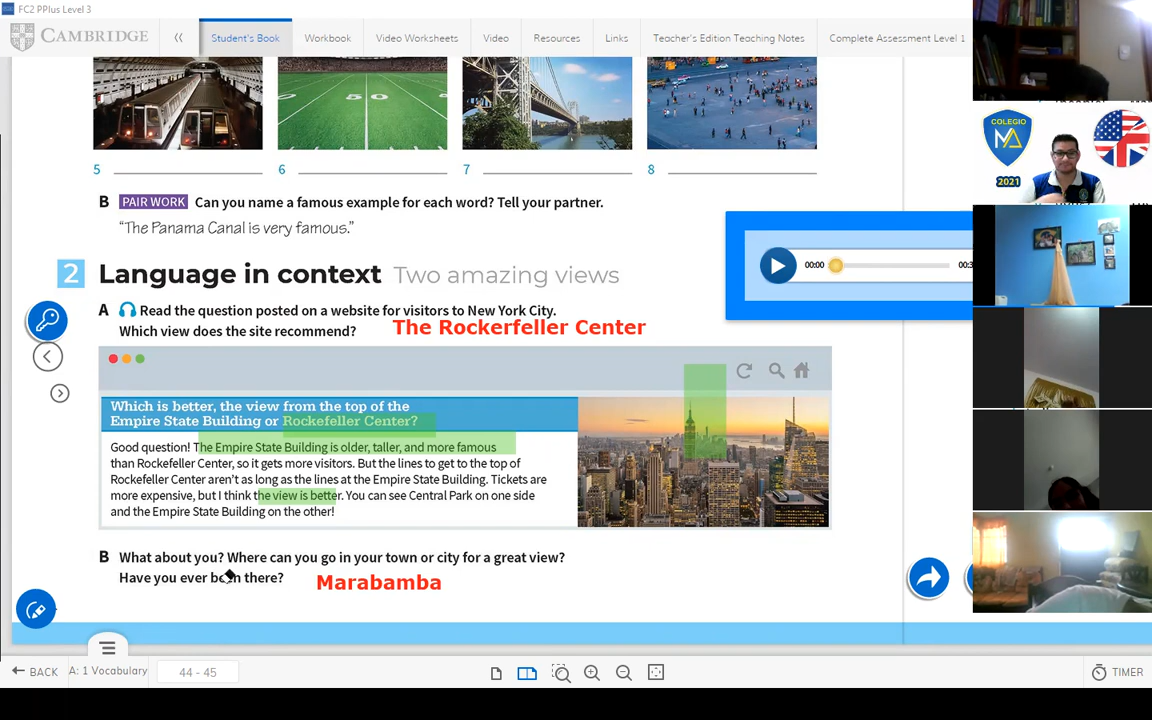 FC2 PPlus Level 3
CAMBRIDGE
Student's Book
Workbook
Video Worksheets
Video
Resources
Links
Teacher's Edition Teaching Notes
Complete Assessment Level 1
5
6
7
8
B PAIR WORK Can you name a famous example for each word? Tell your partner.
“The Panama Canal is very famous.”
2 Language in context Two amazing views
A Read the question posted on a website for visitors to New York City.
Which view does the site recommend?
The Rockerfeller Center
Which is better, the view from the top of the
Empire State Building or Rockefeller Center?
Good question! The Empire State Building is older, taller, and more famous
than Rockefeller Center, so it gets more visitors. But the lines to get to the top of
Rockefeller Center aren't as long as the lines at the Empire State Building. Tickets are
more expensive, but I think the view is better. You can see Central Park on one side
and the Empire State Building on the other!
B What about you? Where can you go in your town or city for a great view?
Have you ever been there?
Marabamba
00:00
00:3
COLEGIO
2021
BACK
A: 1 Vocabulary
44 - 45
TIMER